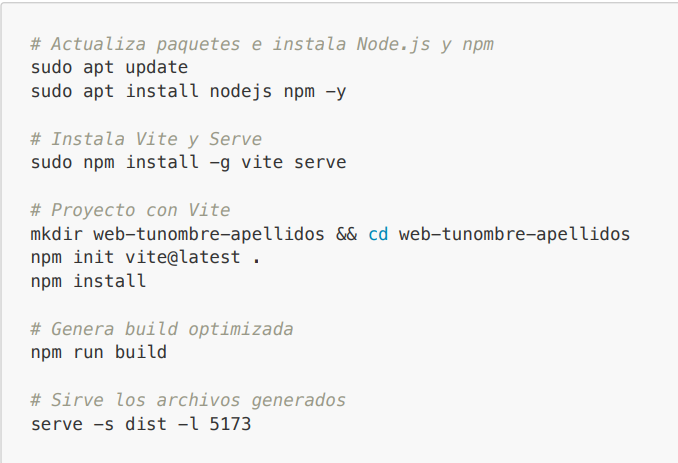 # Actualiza paquetes e instala Node.js y npm
sudo apt update
sudo apt install nodejs npm -y
# Instala Vite y Serve
sudo npm install -g vite serve
# Proyecto con Vite
mkdir web-tunombre-apellidos && cd web-tunombre-apellidos
npm init vite@latest .
npm install
# Genera build optimizada
npm run build
# Sirve los archivos generados
serve -s dist -l 5173